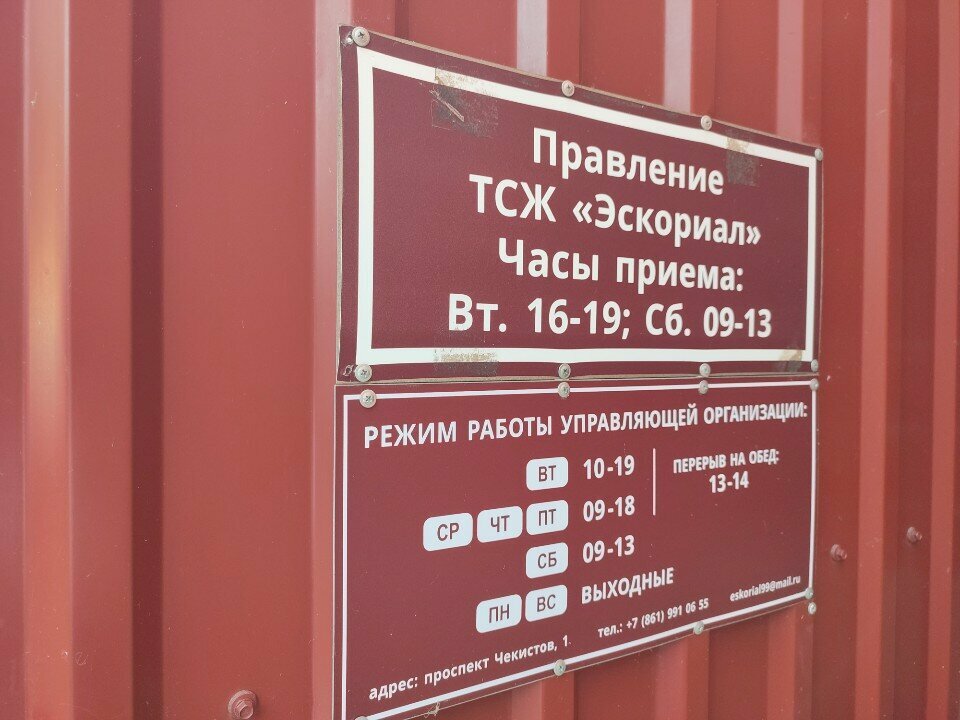 Правление
ТСЖ «Эскориал»
Часы приема:
Вт. 16-19; Сб. 09-13
РЕЖИМ РАБОТЫ УПРАВЛЯЮЩЕЙ ОРГАНИЗАЦИИ:
ВТ 10-19
СР ЧТ ПТ 09-18
СБ 09-13
ПН ВС ВЫХОДНЫЕ
ПЕРЕРЫВ НА ОБЕД:
13-14
адрес: проспект Чекистов, 1 тел.: +7 (861) 991 06 55 eskorial99@mail.ru